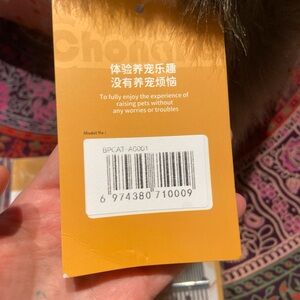 体验养宠乐趣
没有养宠烦恼
To fully enjoy the experience of
raising pets without
any worries or troubles
Model No :
BPCAT-A0001
6 974380 710009